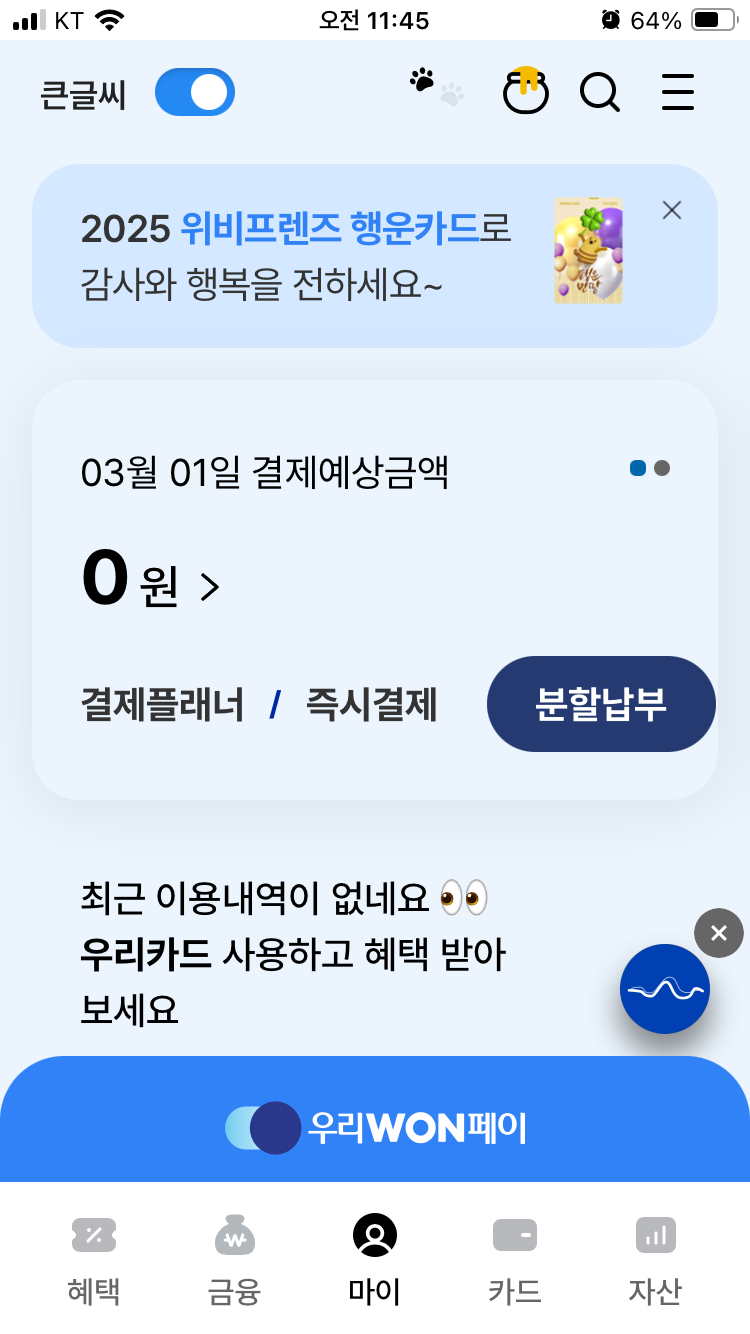 KT 오전 11:45 64%
큰글씨
2025 위비프렌즈 행운카드로
감사와 행복을 전하세요~
행운
만땅
03월 01일 결제예상금액
0 원 >
결제플래너 / 즉시결제 분할납부
최근 이용내역이 없네요
우리카드 사용하고 혜택 받아
보세요
우리WON페이
혜택 금융 마이 카드 자산